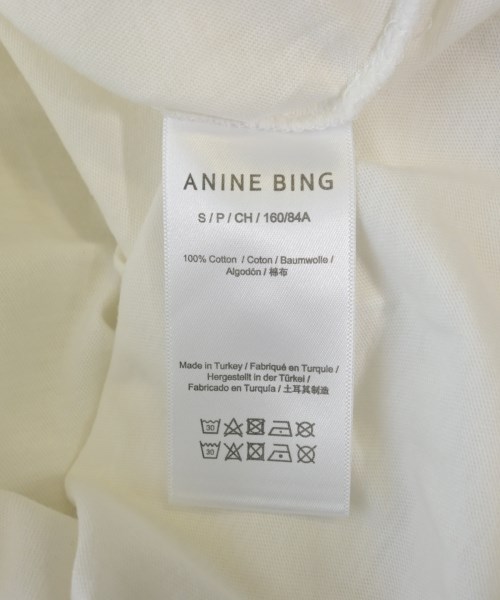 ANINE BING
S / P / CH / 160/84A
100% Cotton / Coton / Baumwolle /
Algodón / 棉布
Made in Turkey / Fabriqué en Turquie /
Hergestellt in der Türkei /
Fabricado en Turquía / 土耳其制造
30
30